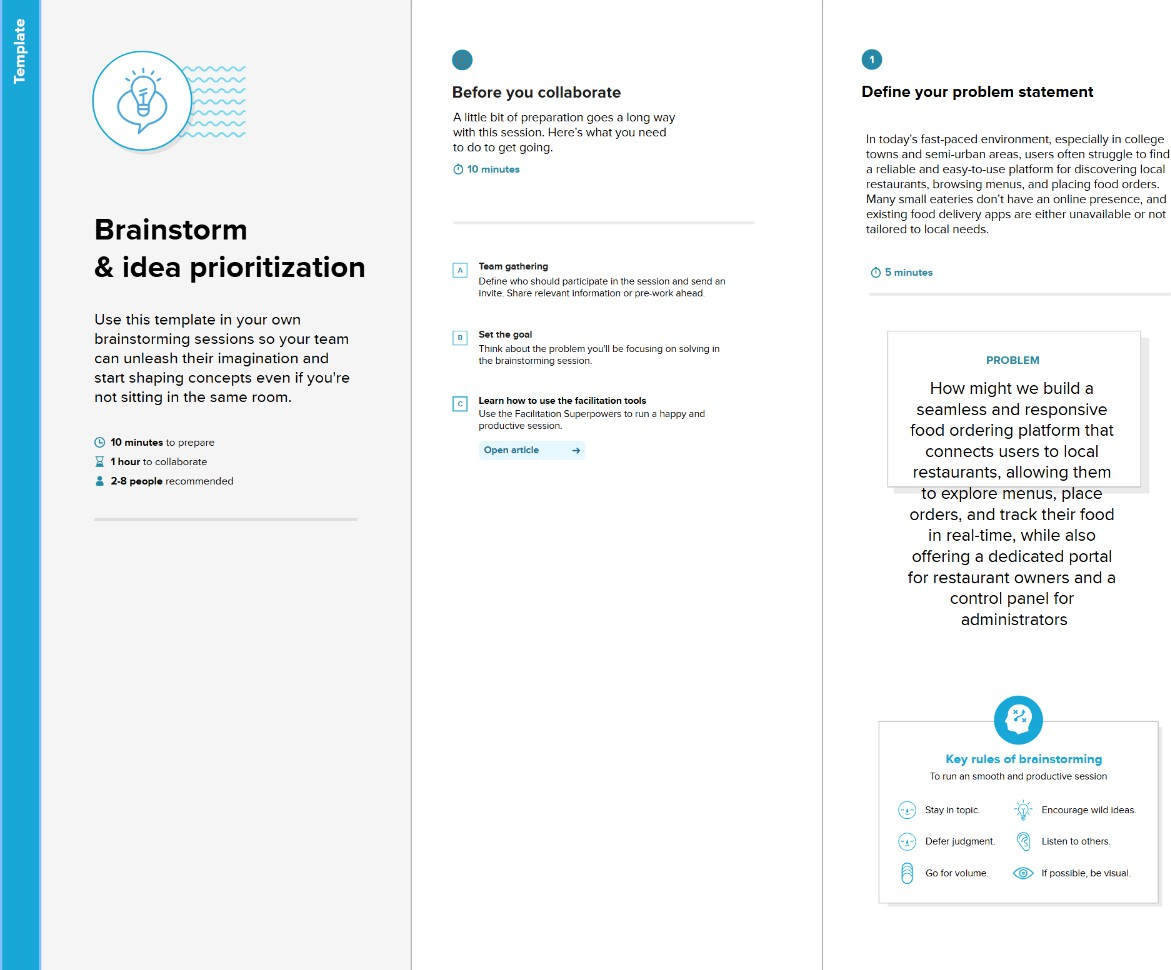 Template
Brainstorm
& idea prioritization
Use this template in your own
brainstorming sessions so your team
can unleash their imagination and
start shaping concepts even if you're
not sitting in the same room.
10 minutes to prepare
1 hour to collaborate
2-8 people recommended
Before you collaborate
A little bit of preparation goes a long way
with this session. Here's what you need
to do to get going.
10 minutes
A
Team gathering
Define who should participate in the session and send an
invite. Share relevant information or pre-work ahead.
B
Set the goal
Think about the problem you'll be focusing on solving in
the brainstorming session.
C
Learn how to use the facilitation tools
Use the Facilitation Superpowers to run a happy and
productive session.
Open article
1
Define your problem statement
In today's fast-paced environment, especially in college
towns and semi-urban areas, users often struggle to find
a reliable and easy-to-use platform for discovering local
restaurants, browsing menus, and placing food orders.
Many small eateries don't have an online presence, and
existing food delivery apps are either unavailable or not
tailored to local needs.
5 minutes
PROBLEM
How might we build a
seamless and responsive
food ordering platform that
connects users to local
restaurants, allowing them
to explore menus, place
orders, and track their food
in real-time, while also
offering a dedicated portal
for restaurant owners and a
control panel for
administrators
Key rules of brainstorming
To run an smooth and productive session
Stay in topic.
Encourage wild ideas.
Defer judgment.
Listen to others.
Go for volume.
If possible, be visual.